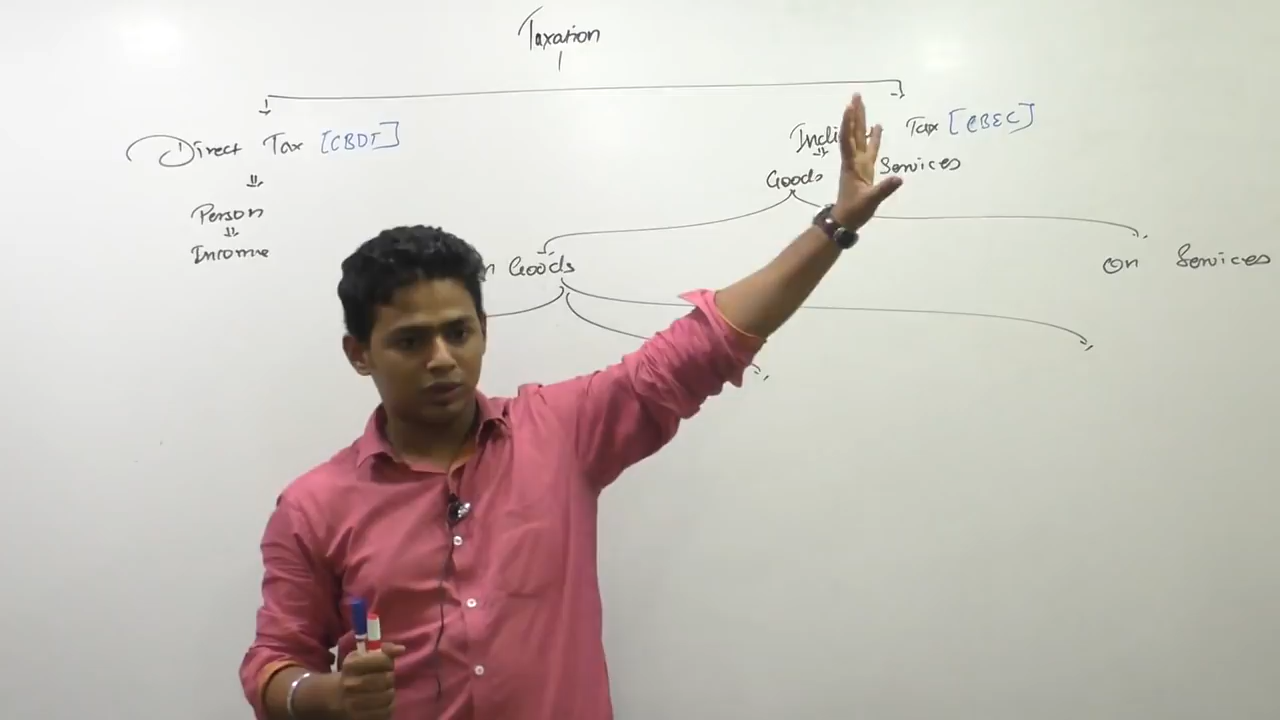 Taxation
Direct Tax [CBDT]
Tax [CBEC]
Goods Services
Person
Income
Goods
On Services